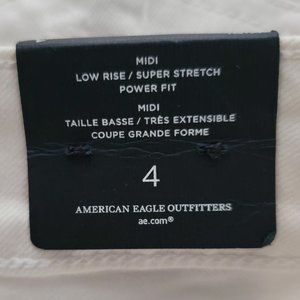 MIDI
LOW RISE / SUPER STRETCH
POWER FIT
MIDI
TAILLE BASSE / TRÈS EXTENSIBLE
COUPE GRANDE FORME
4
AMERICAN EAGLE OUTFITTERS
ae.com®